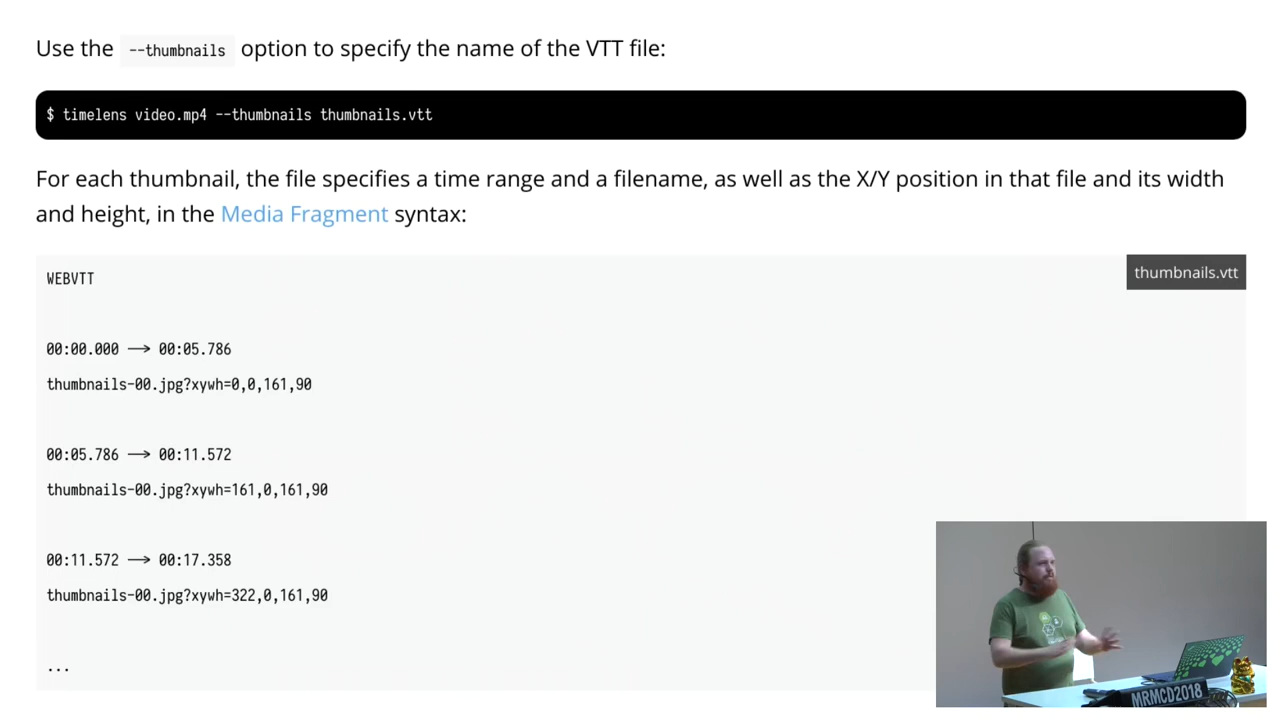 Use the --thumbnails option to specify the name of the VTT file:
$ timelens video.mp4 --thumbnails thumbnails.vtt
For each thumbnail, the file specifies a time range and a filename, as well as the X/Y position in that file and its width
and height, in the Media Fragment syntax:
thumbnails.vtt
WEBVTT
00:00.000 --> 00:05.786
thumbnails-00.jpg?xywh=0,0,161,90
00:05.786 --> 00:11.572
thumbnails-00.jpg?xywh=161,0,161,90
00:11.572 --> 00:17.358
thumbnails-00.jpg?xywh=322,0,161,90
...
MRMCD2018